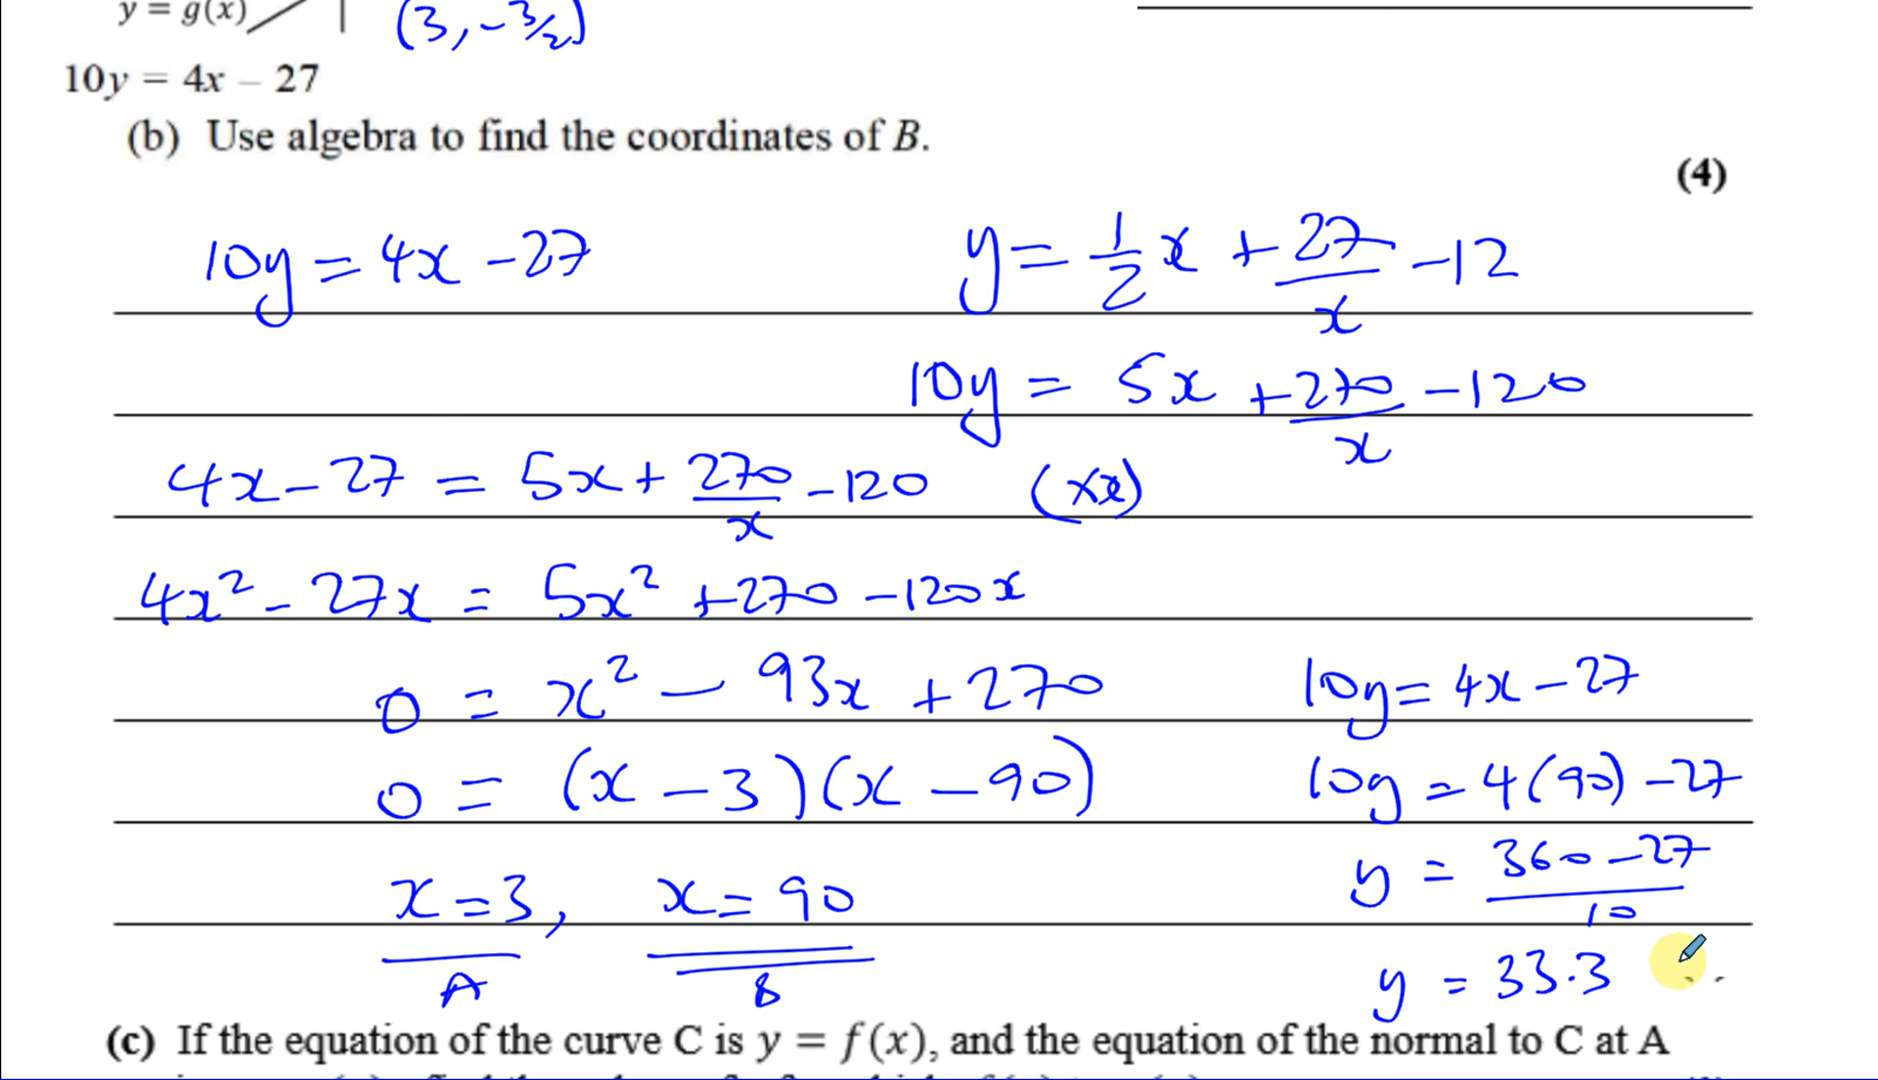 y = g(x)
(3, -3/2)
10y = 4x – 27
(b) Use algebra to find the coordinates of B.
(4)
10y = 4x - 27
y = 1/2 x + 27/x - 12
10y = 5x + 270/x - 120
4x - 27 = 5x + 270/x - 120 (×x)
4x² - 27x = 5x² + 270 - 120x
0 = x² - 93x + 270
10y = 4x - 27
0 = (x - 3)(x - 90)
10y = 4(90) - 27
y = 360 - 27 / 10
x = 3, x = 90
A B
y = 33.3
(c) If the equation of the curve C is y = f(x), and the equation of the normal to C at A